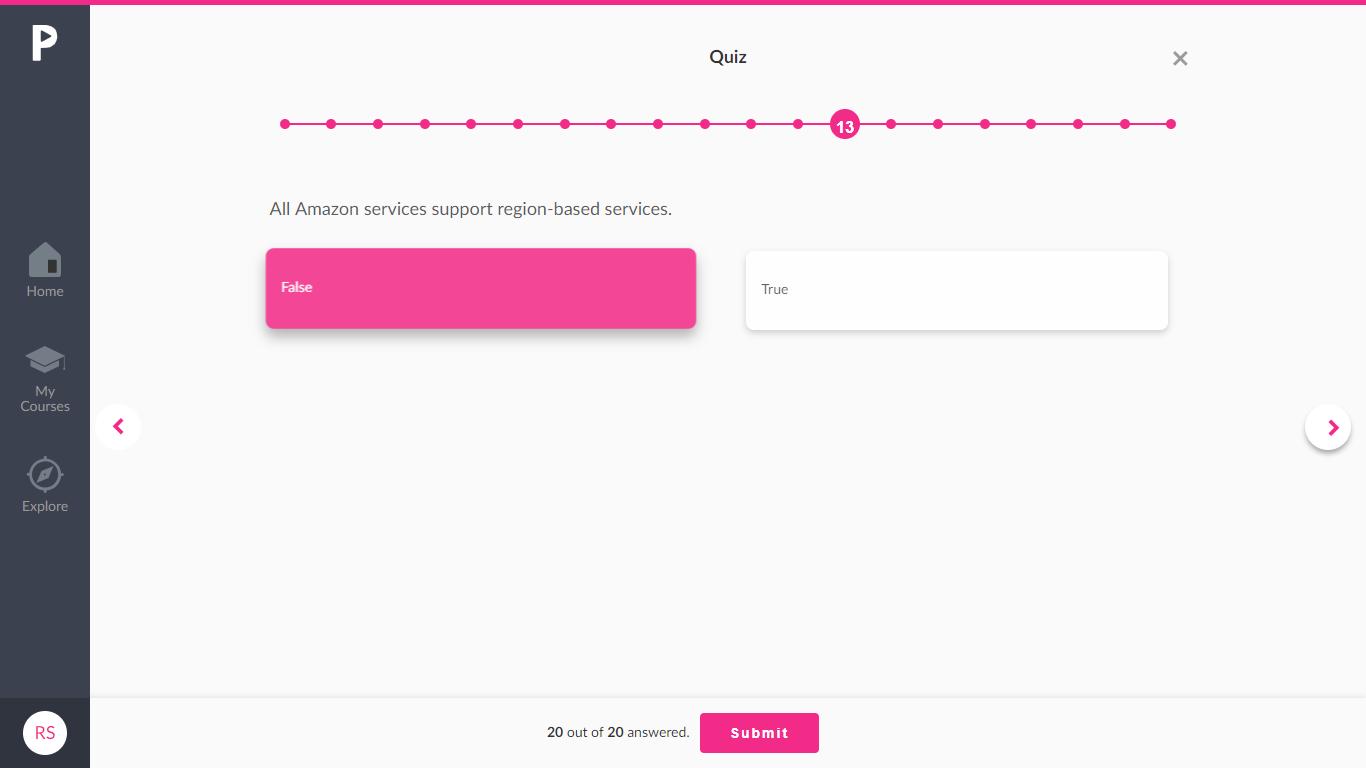 Quiz
13
All Amazon services support region-based services.
False
True
Home
My
Courses
Explore
RS
20 out of 20 answered.
Submit